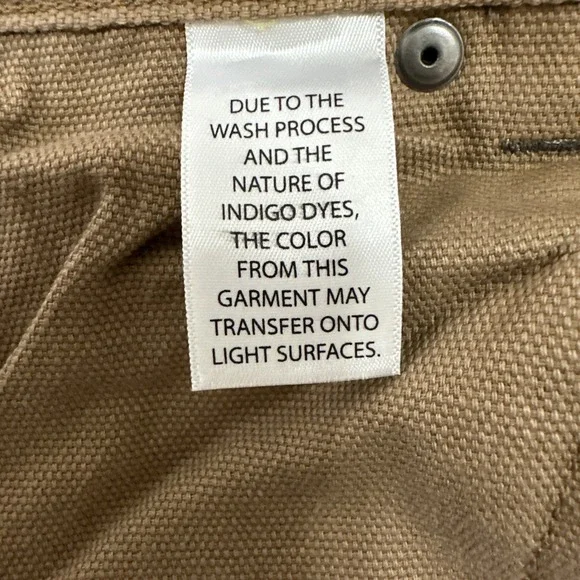 DUE TO THE
WASH PROCESS
AND THE
NATURE OF
INDIGO DYES,
THE COLOR
FROM THIS
GARMENT MAY
TRANSFER ONTO
LIGHT SURFACES.